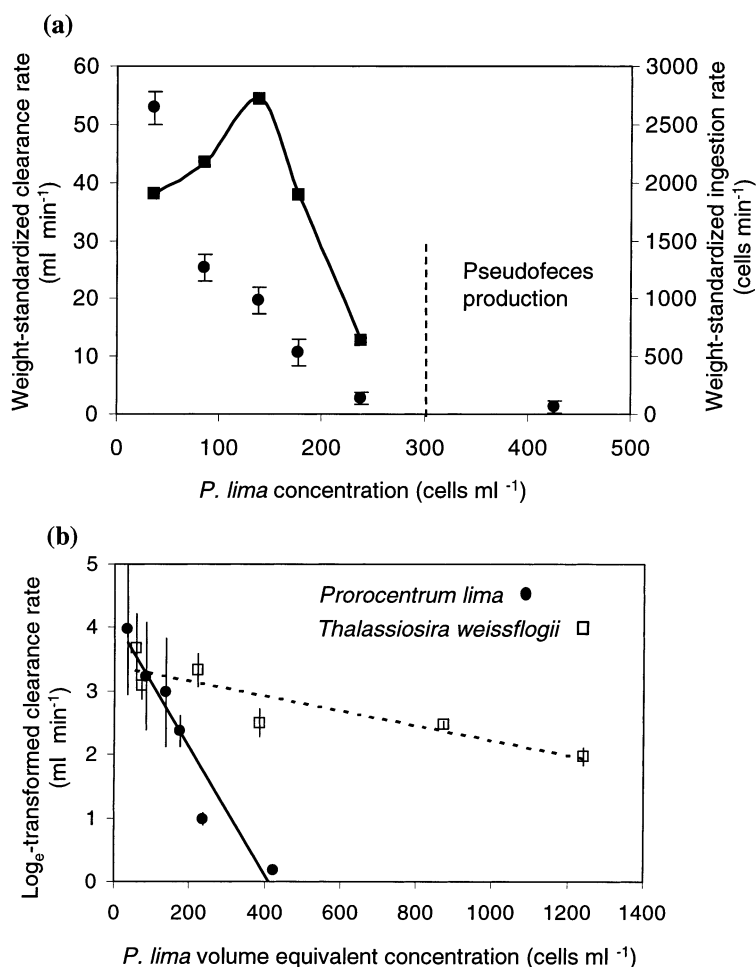 (a)
Weight-standardized clearance rate
(ml min⁻¹)
60
50
40
30
20
10
0
3000
2500
2000
1500
1000
500
0
Weight-standardized ingestion rate
(cells min⁻¹)
Pseudofeces
production
0 100 200 300 400 500
P. lima concentration (cells ml ⁻¹)
(b)
Logₑ-transformed clearance rate
(ml min⁻¹)
5
4
3
2
1
0
Prorocentrum lima
Thalassiosira weissflogii
0 200 400 600 800 1000 1200 1400
P. lima volume equivalent concentration (cells ml ⁻¹)